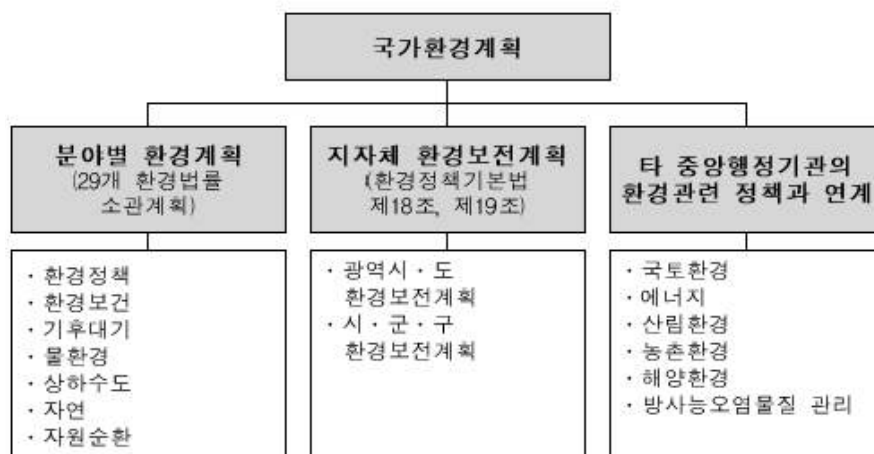 국가환경계획
분야별 환경계획
(29개 환경법률
소관계획)
· 환경정책
· 환경보건
· 기후대기
· 물환경
· 상하수도
· 자연
· 자원순환
지자체 환경보전계획
(환경정책기본법
제18조, 제19조)
· 광역시 · 도
환경보전계획
· 시 · 군 · 구
환경보전계획
타 중앙행정기관의
환경관련 정책과 연계
· 국토환경
· 에너지
· 산림환경
· 농촌환경
· 해양환경
· 방사능오염물질 관리